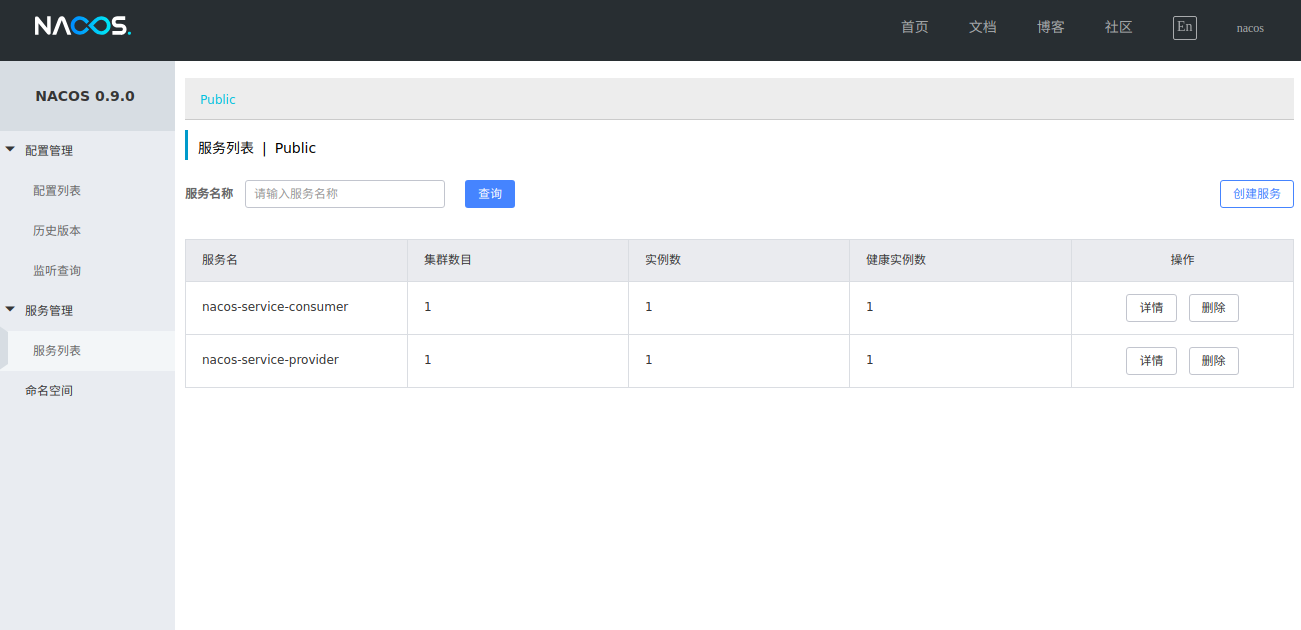 NACOS.
首页 文档 博客 社区 En nacos
NACOS 0.9.0
配置管理
配置列表
历史版本
监听查询
服务管理
服务列表
命名空间
Public
服务列表 | Public
服务名称 请输入服务名称 查询 创建服务
服务名 集群数目 实例数 健康实例数 操作
nacos-service-consumer 1 1 1 详情 删除
nacos-service-provider 1 1 1 详情 删除